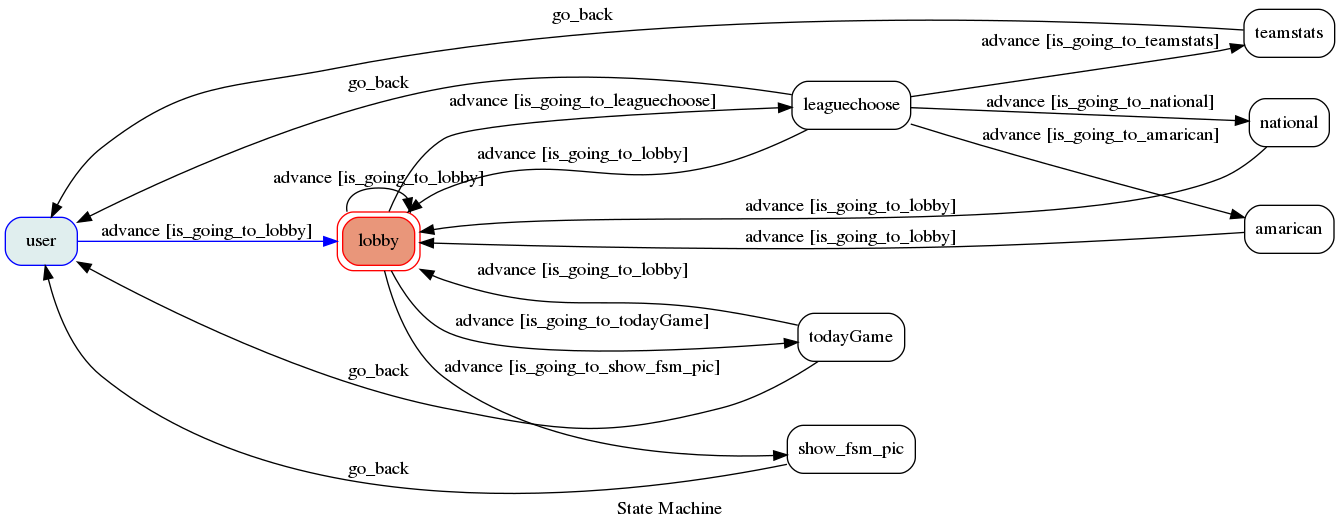 go_back
teamstats
advance [is_going_to_teamstats]
go_back
advance [is_going_to_leaguechoose]
leaguechoose
advance [is_going_to_national]
national
advance [is_going_to_amarican]
advance [is_going_to_lobby]
advance [is_going_to_lobby]
advance [is_going_to_lobby]
user
advance [is_going_to_lobby]
lobby
advance [is_going_to_lobby]
amarican
advance [is_going_to_lobby]
advance [is_going_to_todayGame]
todayGame
advance [is_going_to_show_fsm_pic]
go_back
show_fsm_pic
go_back
State Machine